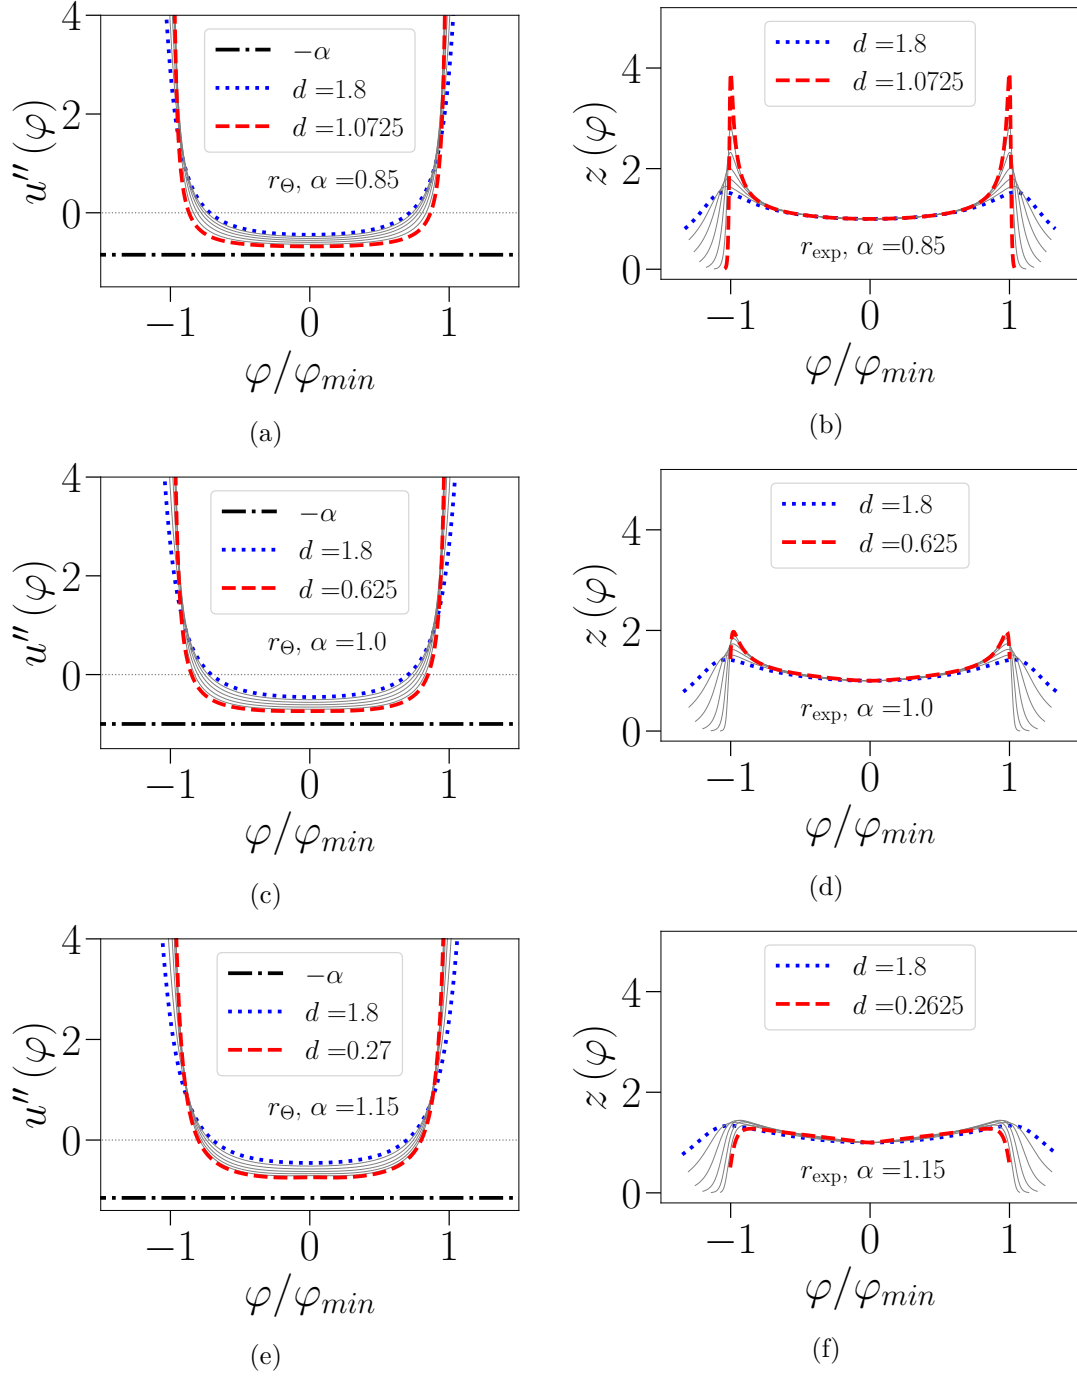 4
2
0
u″(φ)
−α
d =1.8
d =1.0725
r_Θ, α =0.85
−1 0 1
φ/φ_min
(a)
4
2
0
z(φ)
d =1.8
d =1.0725
r_exp, α =0.85
−1 0 1
φ/φ_min
(b)
4
2
0
u″(φ)
−α
d =1.8
d =0.625
r_Θ, α =1.0
−1 0 1
φ/φ_min
(c)
4
2
0
z(φ)
d =1.8
d =0.625
r_exp, α =1.0
−1 0 1
φ/φ_min
(d)
4
2
0
u″(φ)
−α
d =1.8
d =0.27
r_Θ, α =1.15
−1 0 1
φ/φ_min
(e)
4
2
0
z(φ)
d =1.8
d =0.2625
r_exp, α =1.15
−1 0 1
φ/φ_min
(f)